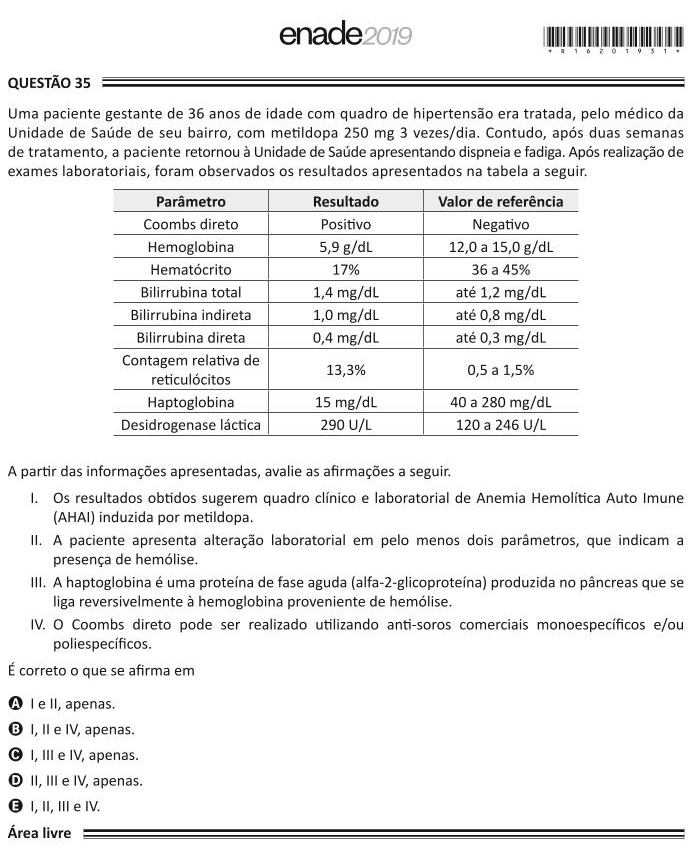 enade2019
* R 1 6 2 0 1 9 3 1 *
QUESTÃO 35
Uma paciente gestante de 36 anos de idade com quadro de hipertensão era tratada, pelo médico da
Unidade de Saúde de seu bairro, com metildopa 250 mg 3 vezes/dia. Contudo, após duas semanas
de tratamento, a paciente retornou à Unidade de Saúde apresentando dispneia e fadiga. Após realização de
exames laboratoriais, foram observados os resultados apresentados na tabela a seguir.
Parâmetro Resultado Valor de referência
Coombs direto Positivo Negativo
Hemoglobina 5,9 g/dL 12,0 a 15,0 g/dL
Hematócrito 17% 36 a 45%
Bilirrubina total 1,4 mg/dL até 1,2 mg/dL
Bilirrubina indireta 1,0 mg/dL até 0,8 mg/dL
Bilirrubina direta 0,4 mg/dL até 0,3 mg/dL
Contagem relativa de
reticulócitos 13,3% 0,5 a 1,5%
Haptoglobina 15 mg/dL 40 a 280 mg/dL
Desidrogenase láctica 290 U/L 120 a 246 U/L
A partir das informações apresentadas, avalie as afirmações a seguir.
I. Os resultados obtidos sugerem quadro clínico e laboratorial de Anemia Hemolítica Auto Imune
(AHAI) induzida por metildopa.
II. A paciente apresenta alteração laboratorial em pelo menos dois parâmetros, que indicam a
presença de hemólise.
III. A haptoglobina é uma proteína de fase aguda (alfa-2-glicoproteína) produzida no pâncreas que se
liga reversivelmente à hemoglobina proveniente de hemólise.
IV. O Coombs direto pode ser realizado utilizando anti-soros comerciais monoespecíficos e/ou
poliespecíficos.
É correto o que se afirma em
A I e II, apenas.
B I, II e IV, apenas.
C I, III e IV, apenas.
D II, III e IV, apenas.
E I, II, III e IV.
Área livre